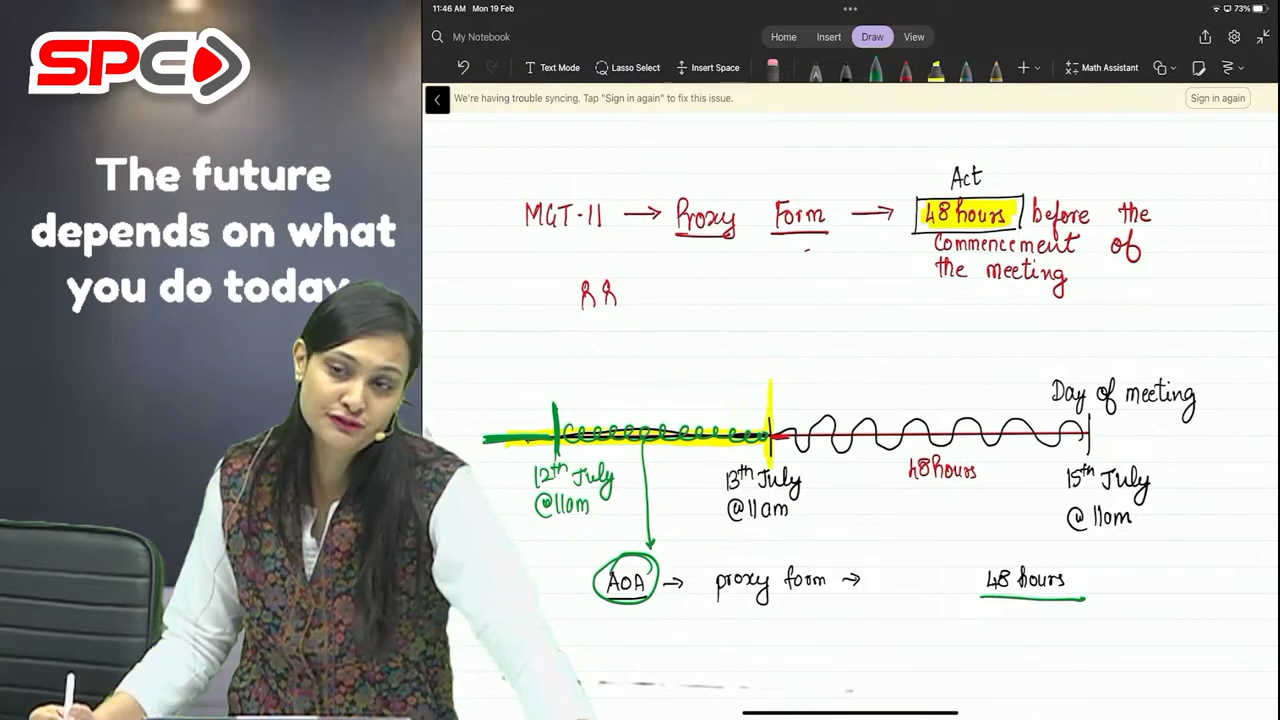 11:46 AM Mon 19 Feb
73%
My Notebook
Home Insert Draw View
Text Mode Lasso Select Insert Space Math Assistant
We're having trouble syncing. Tap "Sign in again" to fix this issue.
Sign in again
SPC
The future
depends on what
you do today
Act
MGT-11 → Proxy Form → 48 hours before the
commencement of
the meeting
Day of meeting
48 hours
12th July
@11am
13th July
@11am
15th July
@11am
AOA → proxy form → 48 hours